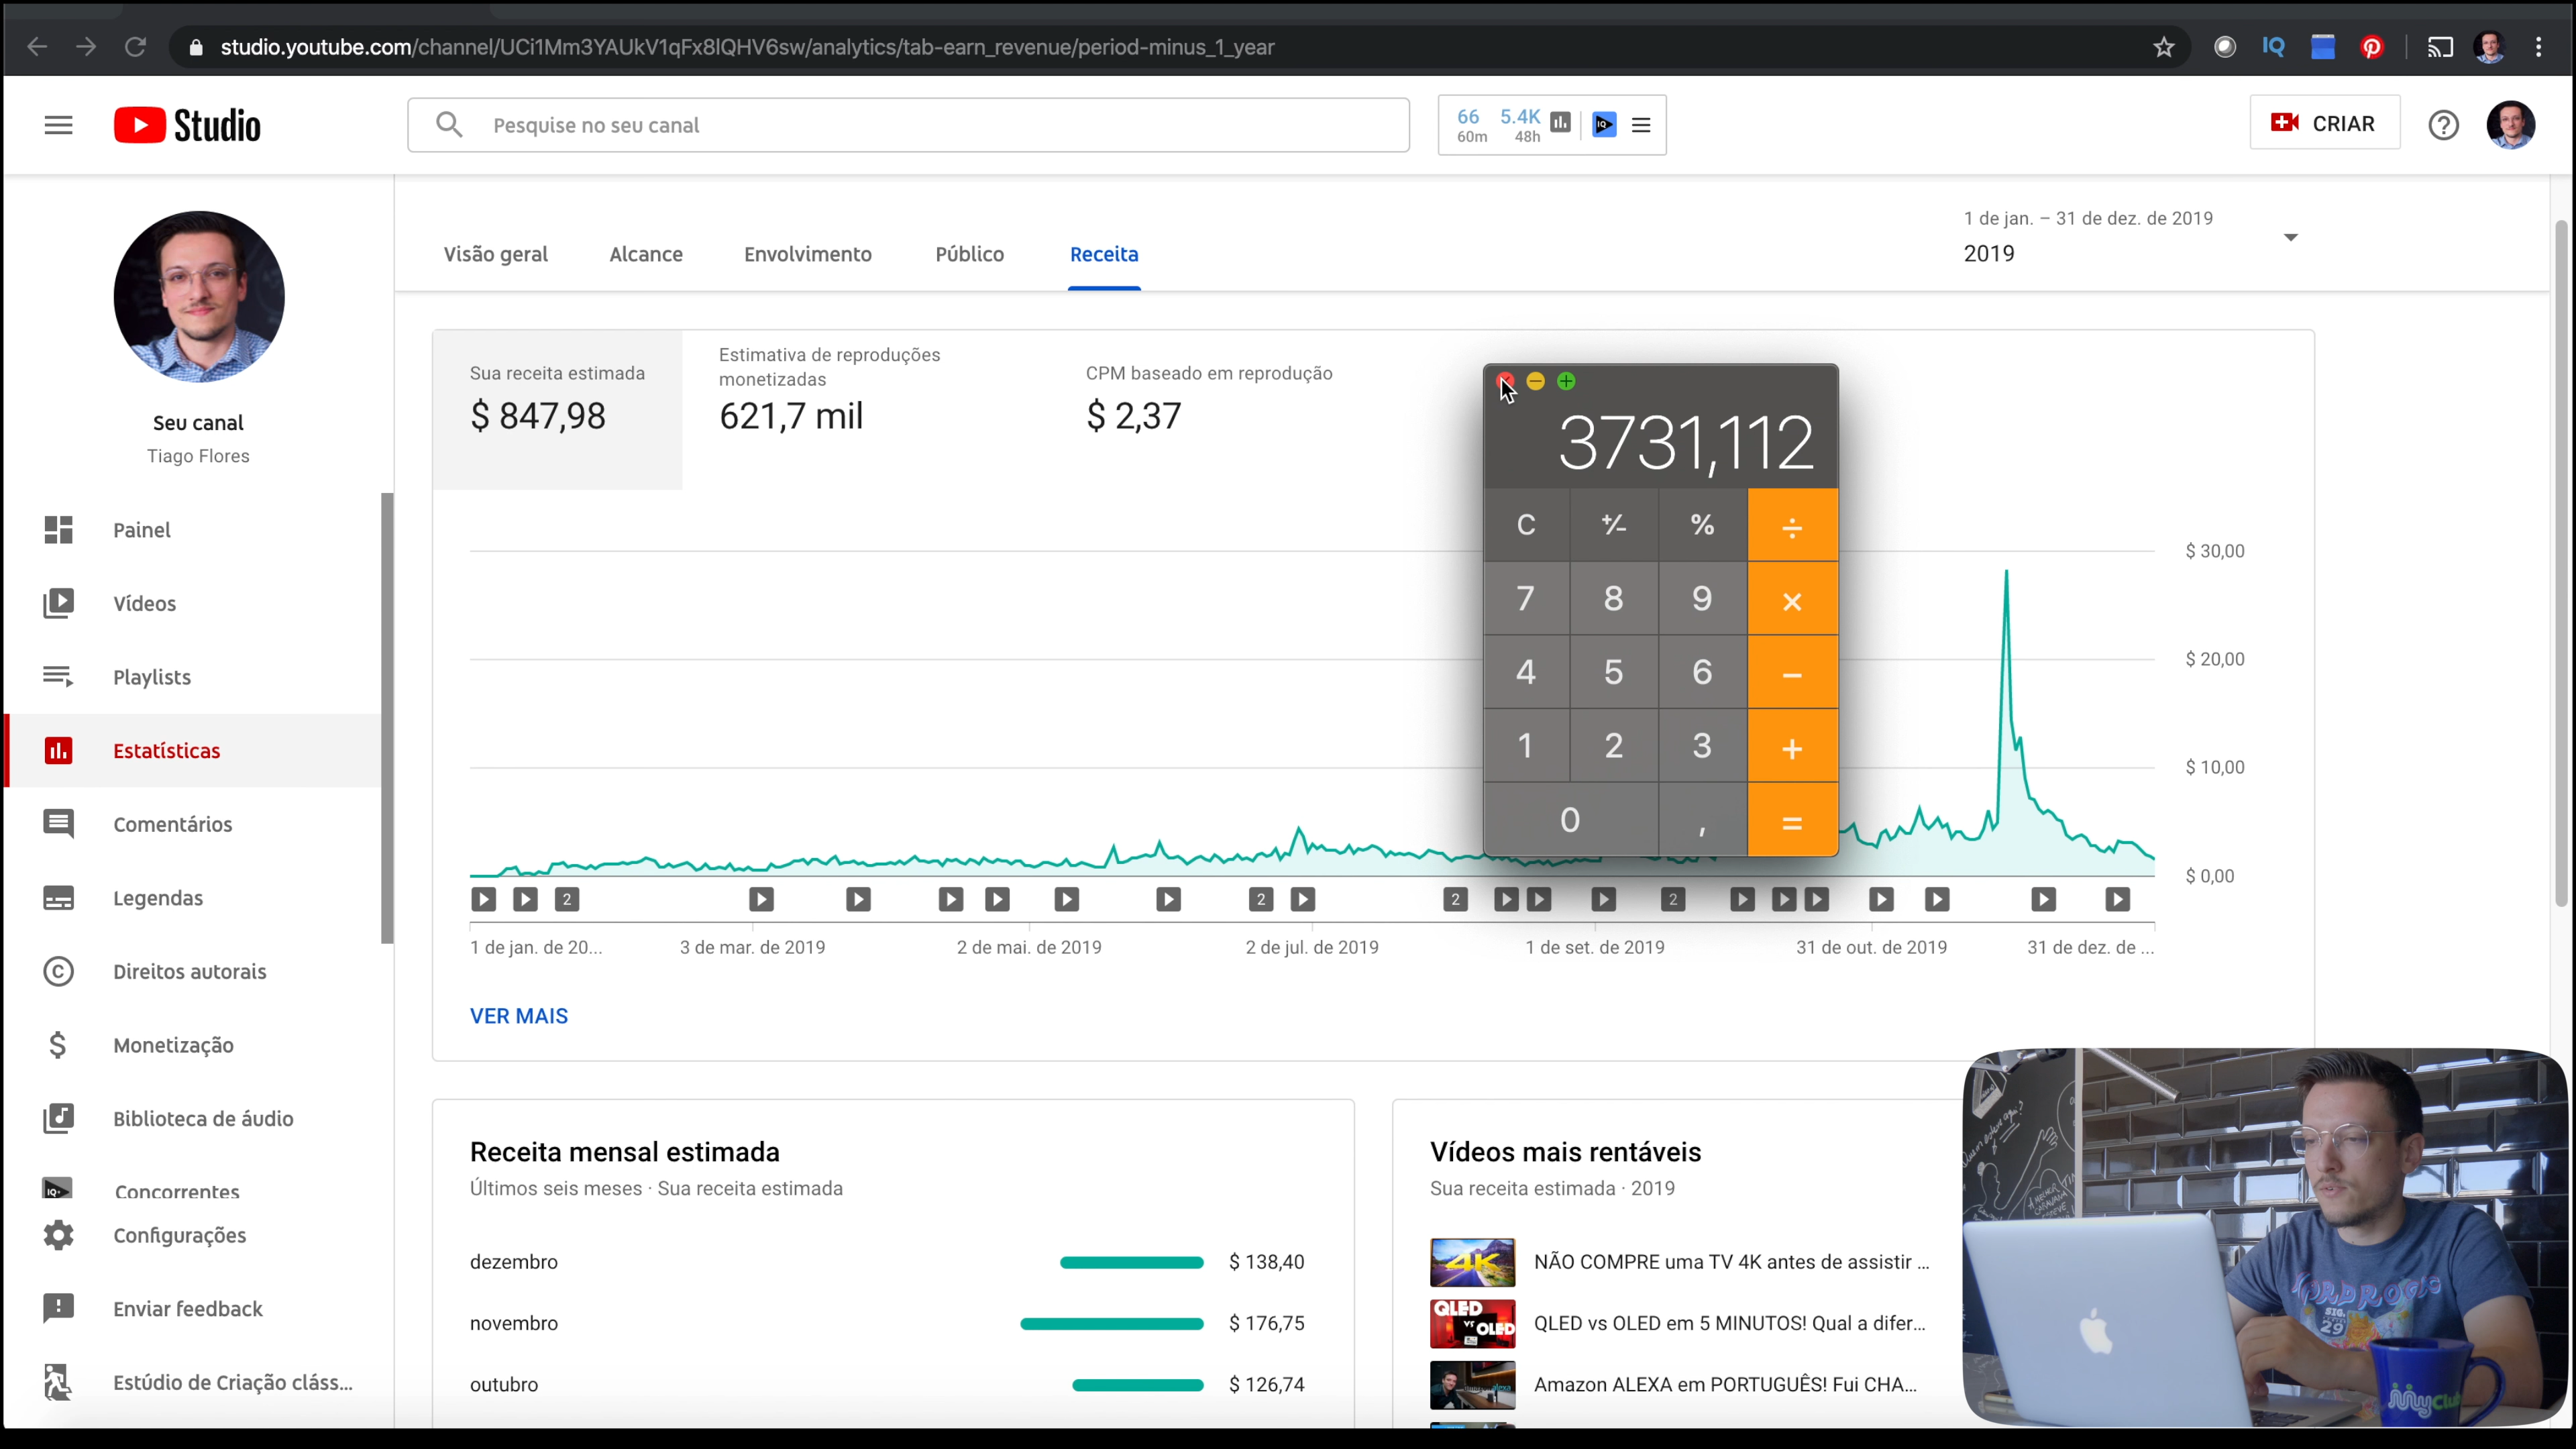 studio.youtube.com/channel/UCi1Mm3YAUkV1qFx8lQHV6sw/analytics/tab-earn_revenue/period-minus_1_year
IQ
Studio
Pesquise no seu canal
66 5.4K
60m 48h
IQ
CRIAR
1 de jan. – 31 de dez. de 2019
2019
Visão geral Alcance Envolvimento Público Receita
Seu canal
Tiago Flores
Painel
Vídeos
Playlists
Estatísticas
Comentários
Legendas
Direitos autorais
Monetização
Biblioteca de áudio
Concorrentes
Configurações
Enviar feedback
Estúdio de Criação cláss...
Sua receita estimada
$ 847,98
Estimativa de reproduções
monetizadas
621,7 mil
CPM baseado em reprodução
$ 2,37
3731,112
C +/- % ÷
7 8 9 ×
4 5 6 −
1 2 3 +
0 , =
$ 30,00
$ 20,00
$ 10,00
$ 0,00
2 2 2 2
1 de jan. de 20... 3 de mar. de 2019 2 de mai. de 2019 2 de jul. de 2019 1 de set. de 2019 31 de out. de 2019 31 de dez. de ...
VER MAIS
Receita mensal estimada
Últimos seis meses · Sua receita estimada
dezembro $ 138,40
novembro $ 176,75
outubro $ 126,74
Vídeos mais rentáveis
Sua receita estimada · 2019
4K
NÃO COMPRE uma TV 4K antes de assistir ...
QLED
vs
OLED
QLED vs OLED em 5 MINUTOS! Qual a difer...
Amazon ALEXA em PORTUGUÊS! Fui CHA...
SIG.
29
MyClub